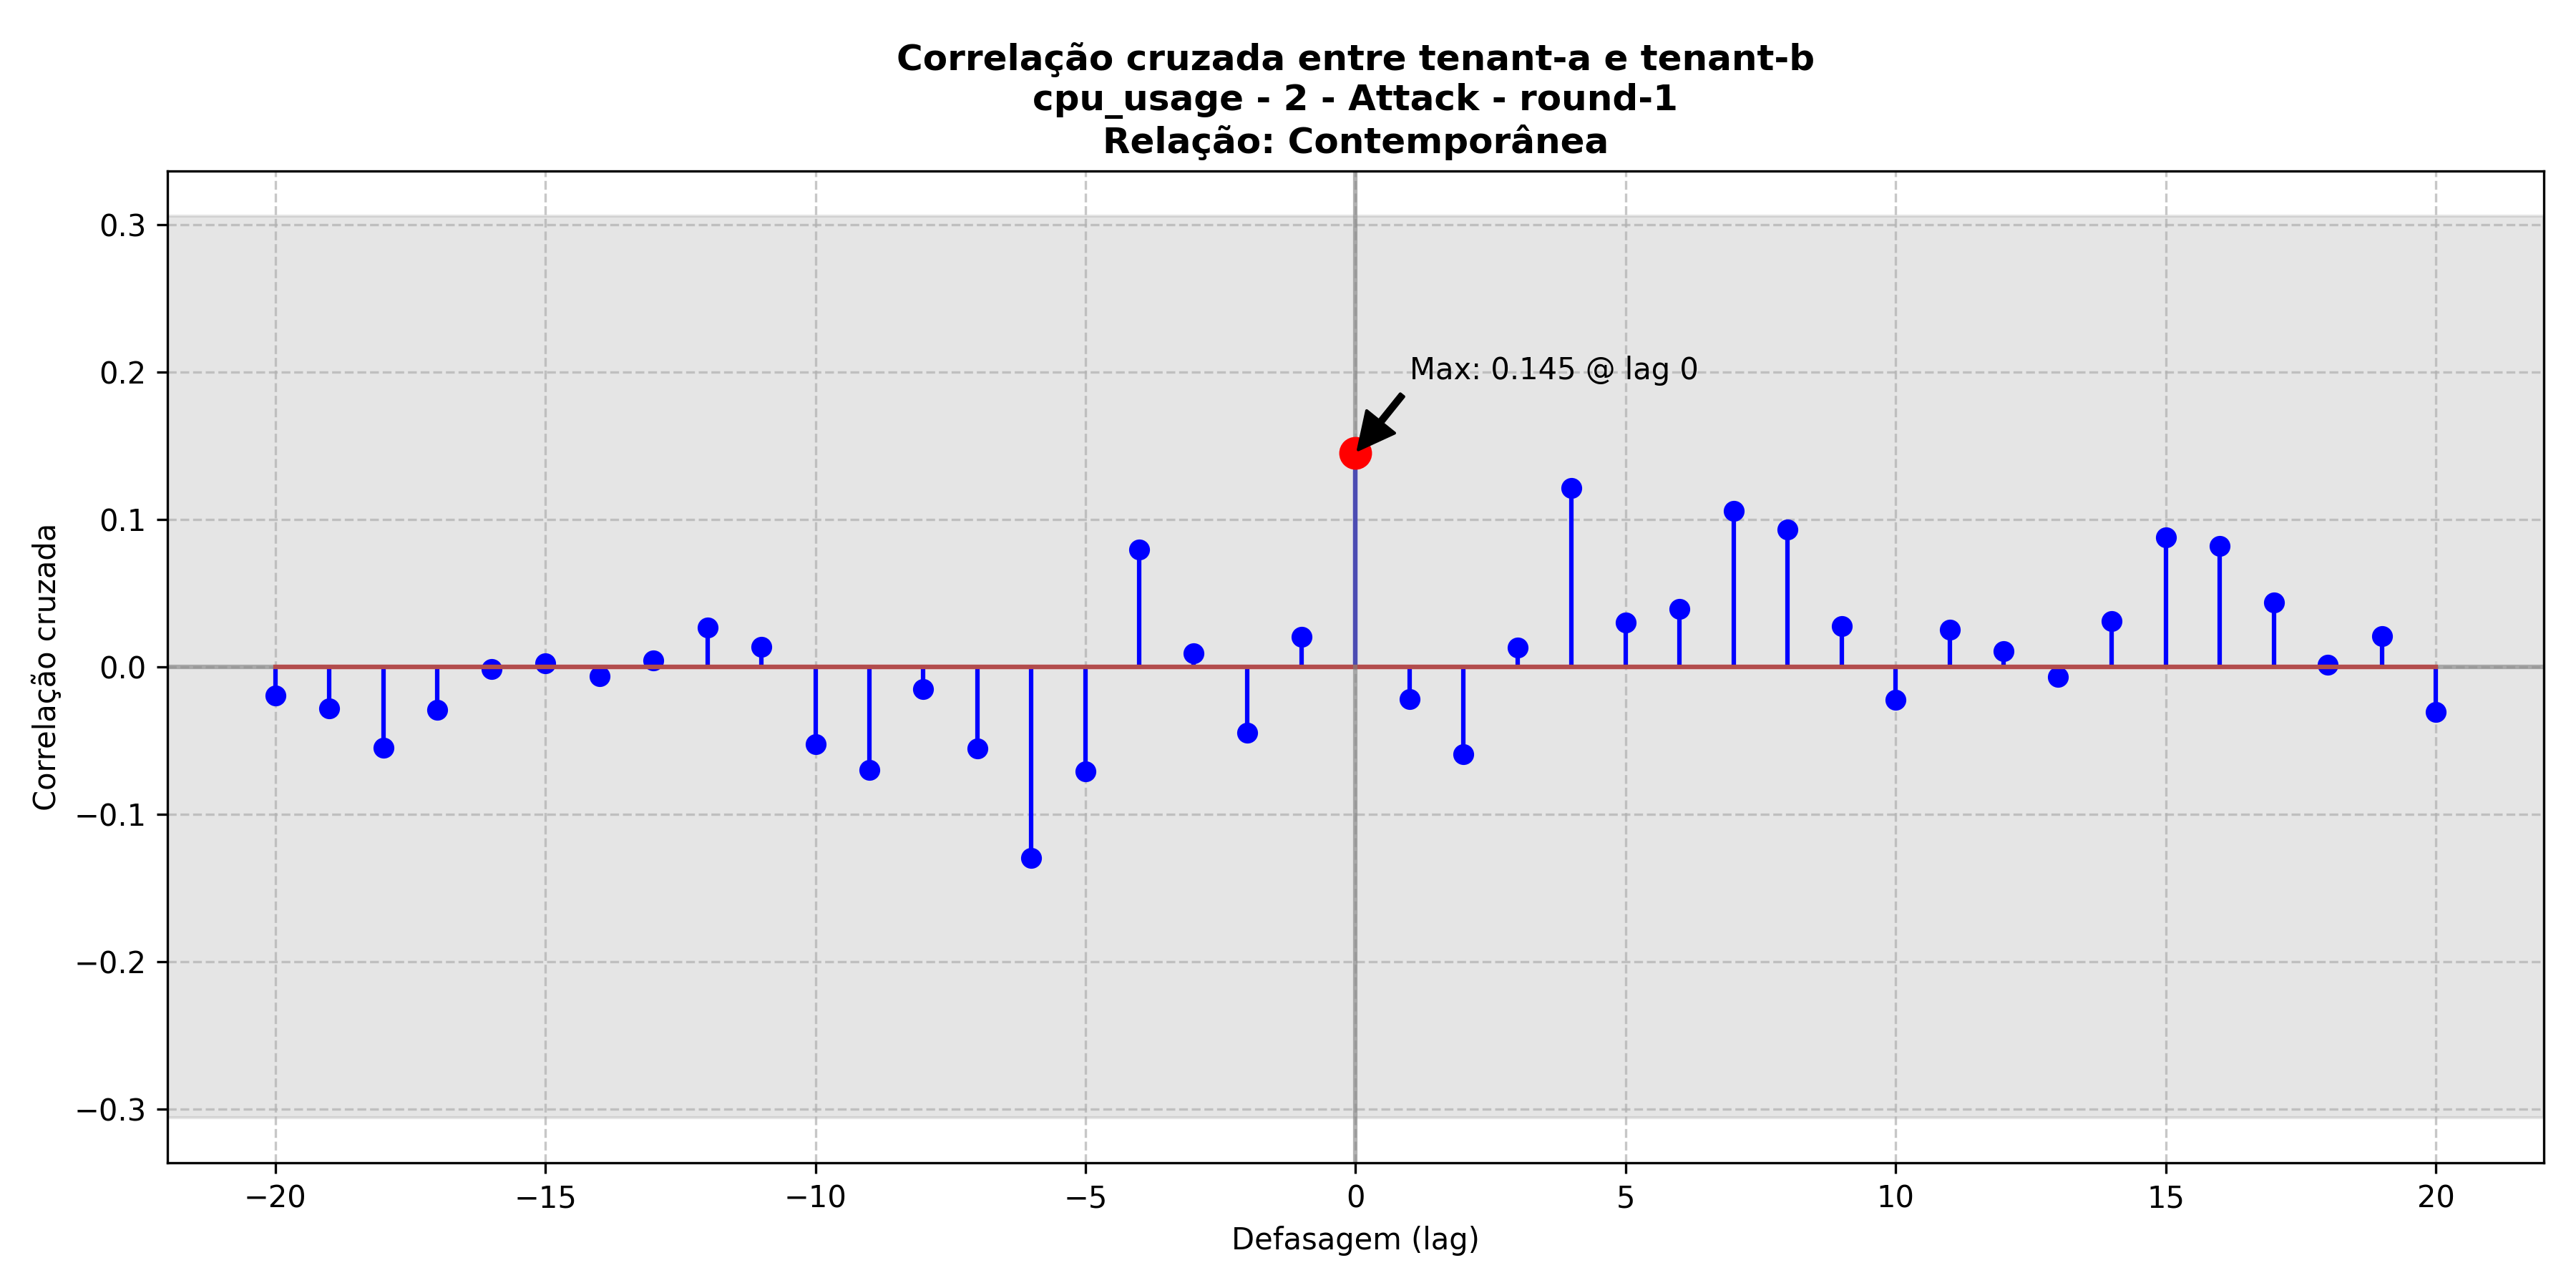 Correlação cruzada entre tenant-a e tenant-b
cpu_usage - 2 - Attack - round-1
Relação: Contemporânea
Correlação cruzada
0.3
0.2
0.1
0.0
−0.1
−0.2
−0.3
Max: 0.145 @ lag 0
−20 −15 −10 −5 0 5 10 15 20
Defasagem (lag)